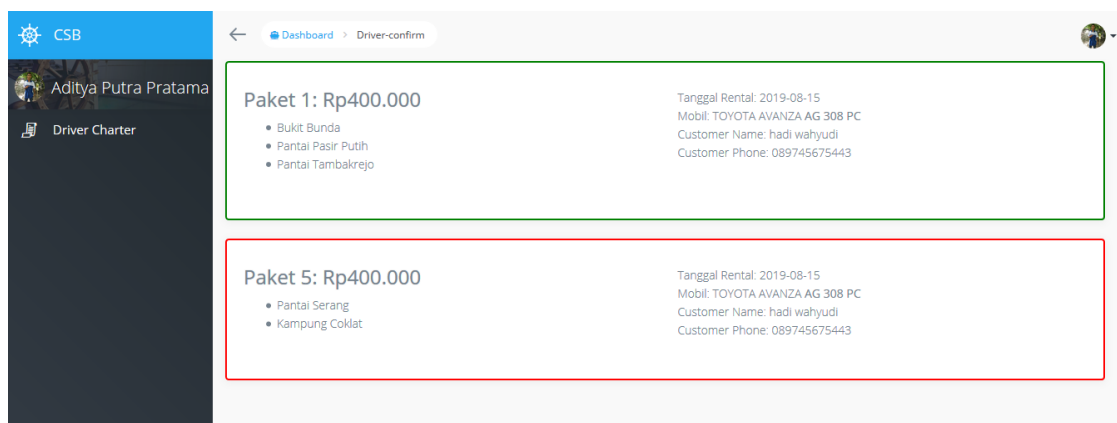 CSB
Dashboard > Driver-confirm
Aditya Putra Pratama
Driver Charter
Paket 1: Rp400.000
Bukit Bunda
Pantai Pasir Putih
Pantai Tambakrejo
Tanggal Rental: 2019-08-15
Mobil: TOYOTA AVANZA AG 308 PC
Customer Name: hadi wahyudi
Customer Phone: 089745675443
Paket 5: Rp400.000
Pantai Serang
Kampung Coklat
Tanggal Rental: 2019-08-15
Mobil: TOYOTA AVANZA AG 308 PC
Customer Name: hadi wahyudi
Customer Phone: 089745675443